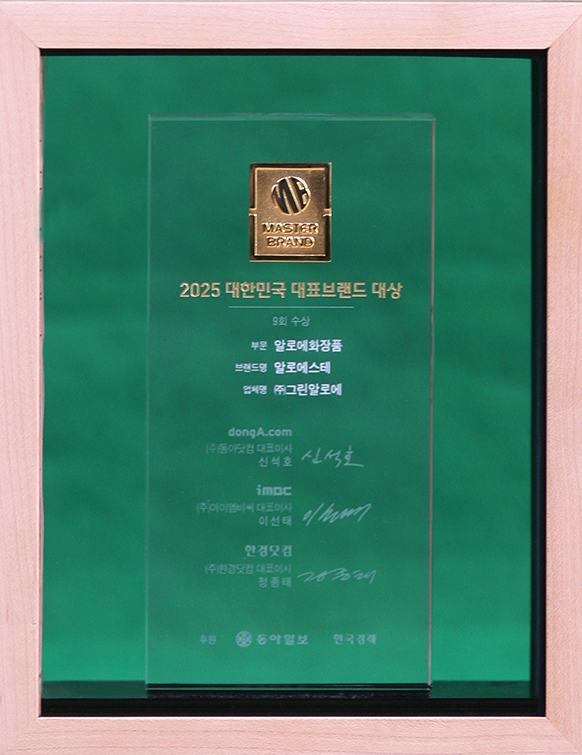 MB
MASTER
BRAND
2025 대한민국 대표브랜드 대상
9회 수상
부문 알로에화장품
브랜드명 알로에스테
업체명 ㈜그린알로에
dongA.com
(주)동아닷컴 대표이사
신석호 신석호
iMBC
(주)아이엠비씨 대표이사
이선태
한경닷컴
(주)한경닷컴 대표이사
정종태
후원 동아일보 한국경제